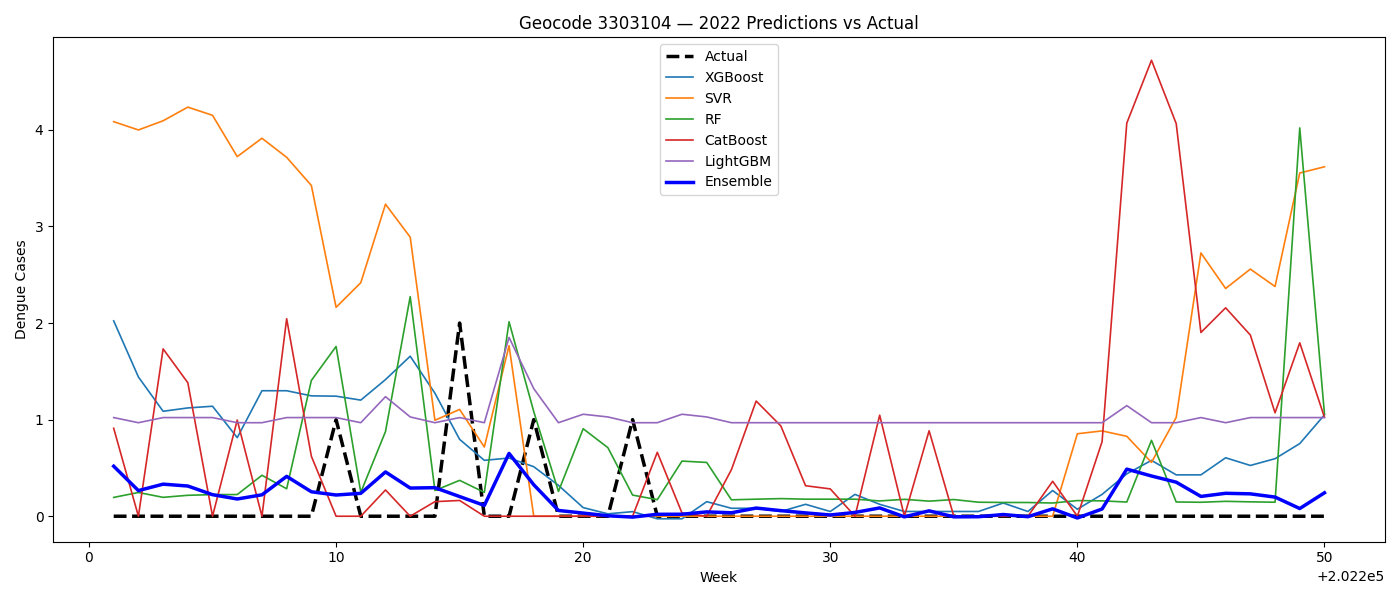 Geocode 3303104 — 2022 Predictions vs Actual
Actual
XGBoost
SVR
RF
CatBoost
LightGBM
Ensemble
Dengue Cases
4
3
2
1
0
0 10 20 30 40 50
Week
+2.022e5